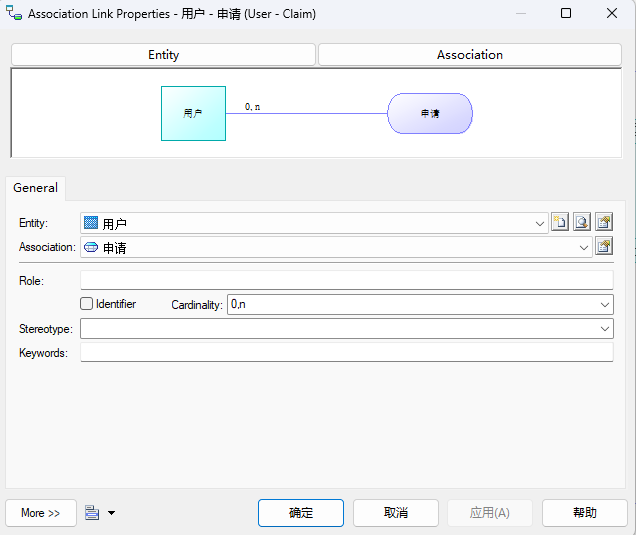 Association Link Properties - 用户 - 申请 (User - Claim)
Entity
Association
用户
0,n
申请
General
Entity:
用户
Association:
申请
Role:
Identifier
Cardinality:
0,n
Stereotype:
Keywords:
More >>
确定
取消
应用(A)
帮助